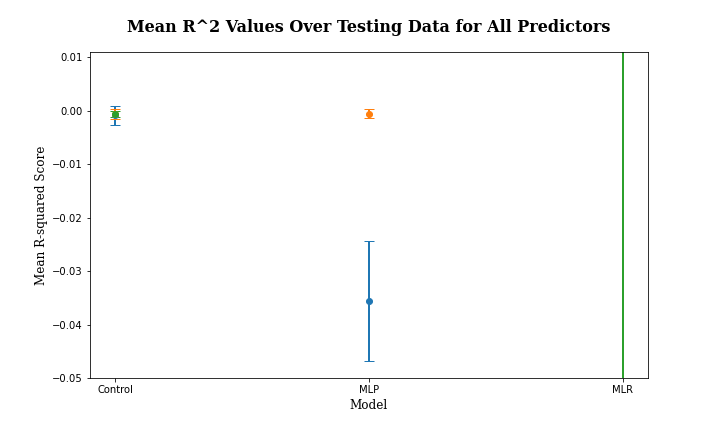 Mean R^2 Values Over Testing Data for All Predictors
0.01
0.00
−0.01
−0.02
−0.03
−0.04
−0.05
Mean R-squared Score
Control
MLP
MLR
Model